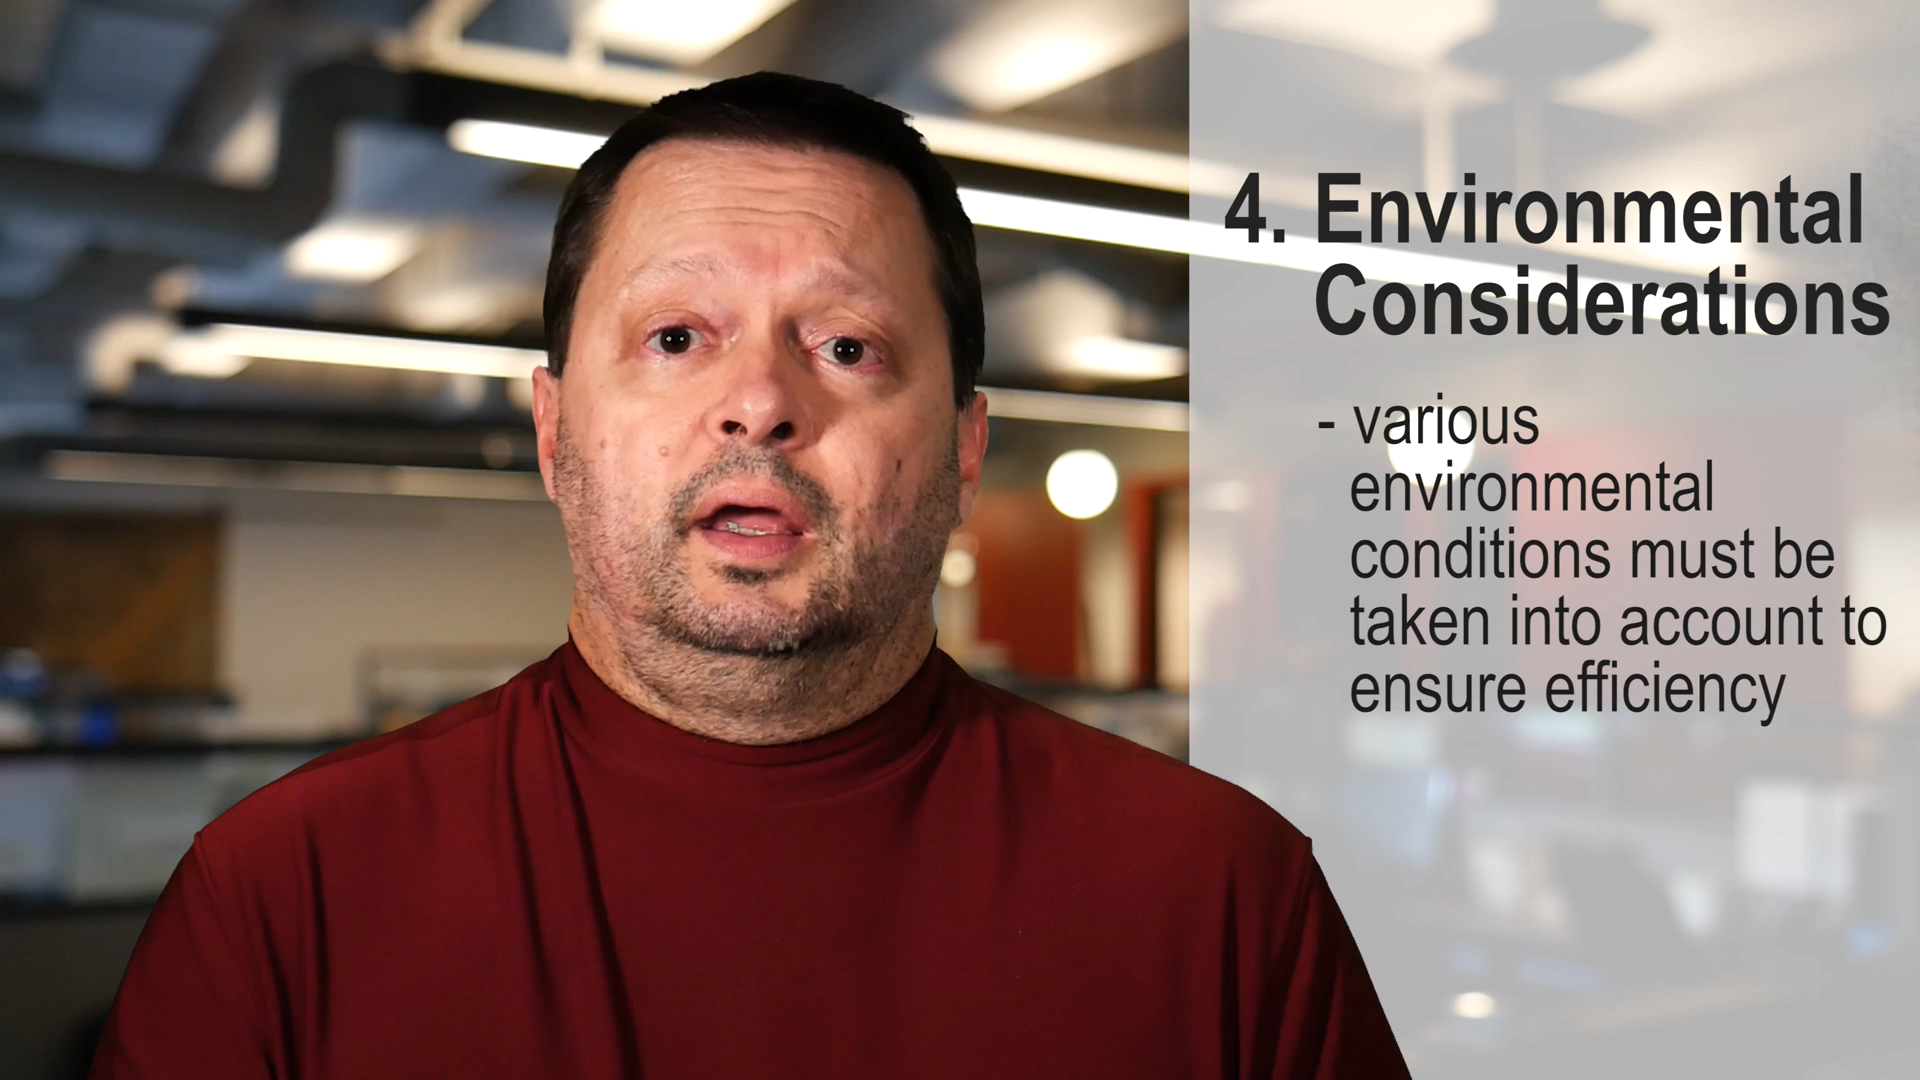 4. Environmental
Considerations
- various
environmental
conditions must be
taken into account to
ensure efficiency